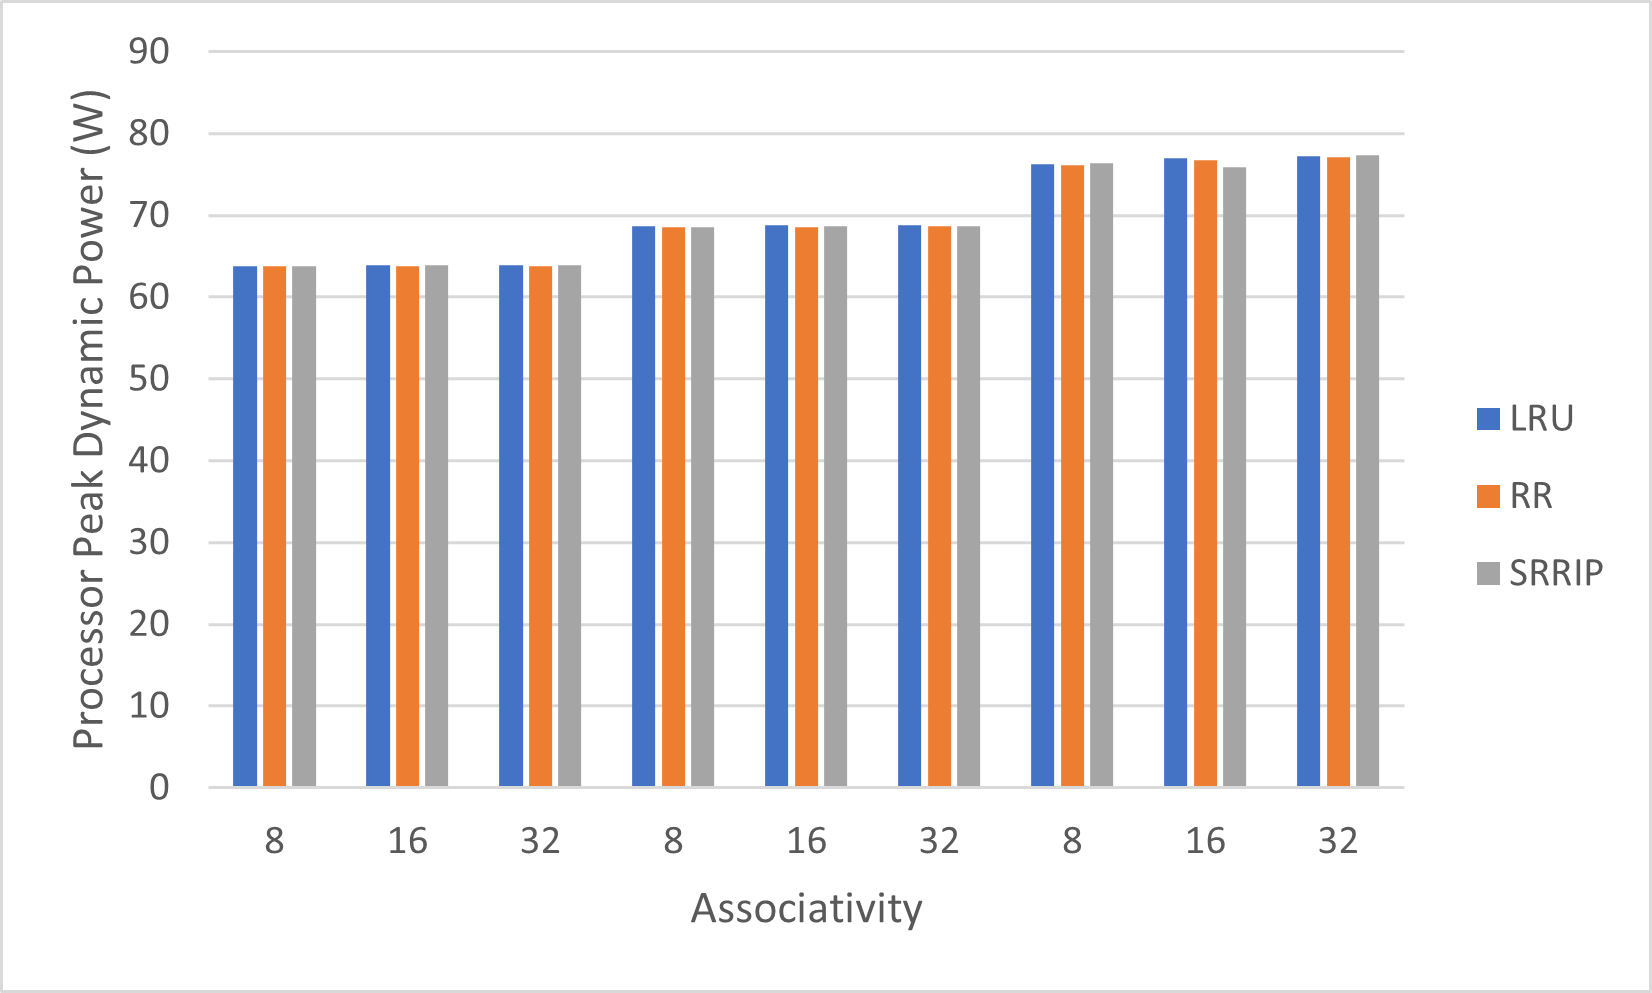 Processor Peak Dynamic Power (W)
90
80
70
60
50
40
30
20
10
0
8 16 32 8 16 32 8 16 32
Associativity
LRU
RR
SRRIP